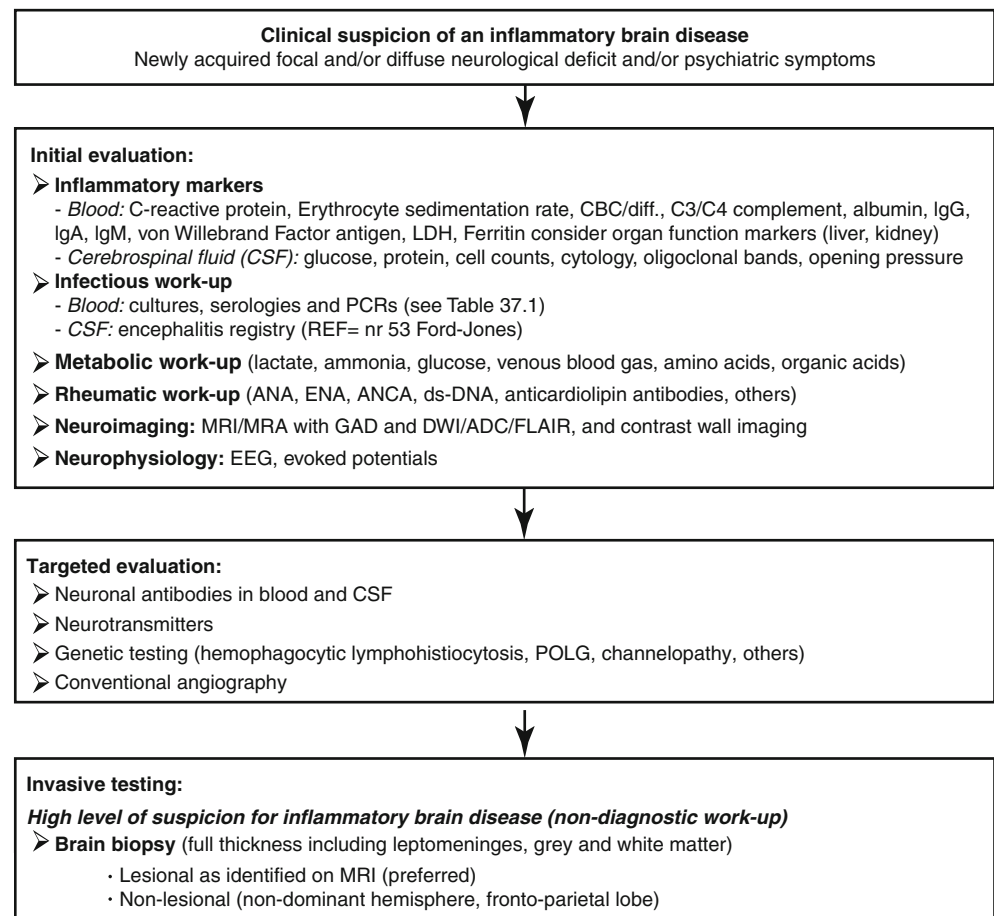 Clinical suspicion of an inflammatory brain disease
Newly acquired focal and/or diffuse neurological deficit and/or psychiatric symptoms
Initial evaluation:
➢ Inflammatory markers
- Blood: C-reactive protein, Erythrocyte sedimentation rate, CBC/diff., C3/C4 complement, albumin, IgG,
IgA, IgM, von Willebrand Factor antigen, LDH, Ferritin consider organ function markers (liver, kidney)
- Cerebrospinal fluid (CSF): glucose, protein, cell counts, cytology, oligoclonal bands, opening pressure
➢ Infectious work-up
- Blood: cultures, serologies and PCRs (see Table 37.1)
- CSF: encephalitis registry (REF= nr 53 Ford-Jones)
➢ Metabolic work-up (lactate, ammonia, glucose, venous blood gas, amino acids, organic acids)
➢ Rheumatic work-up (ANA, ENA, ANCA, ds-DNA, anticardiolipin antibodies, others)
➢ Neuroimaging: MRI/MRA with GAD and DWI/ADC/FLAIR, and contrast wall imaging
➢ Neurophysiology: EEG, evoked potentials
Targeted evaluation:
➢ Neuronal antibodies in blood and CSF
➢ Neurotransmitters
➢ Genetic testing (hemophagocytic lymphohistiocytosis, POLG, channelopathy, others)
➢ Conventional angiography
Invasive testing:
High level of suspicion for inflammatory brain disease (non-diagnostic work-up)
➢ Brain biopsy (full thickness including leptomeninges, grey and white matter)
· Lesional as identified on MRI (preferred)
· Non-lesional (non-dominant hemisphere, fronto-parietal lobe)